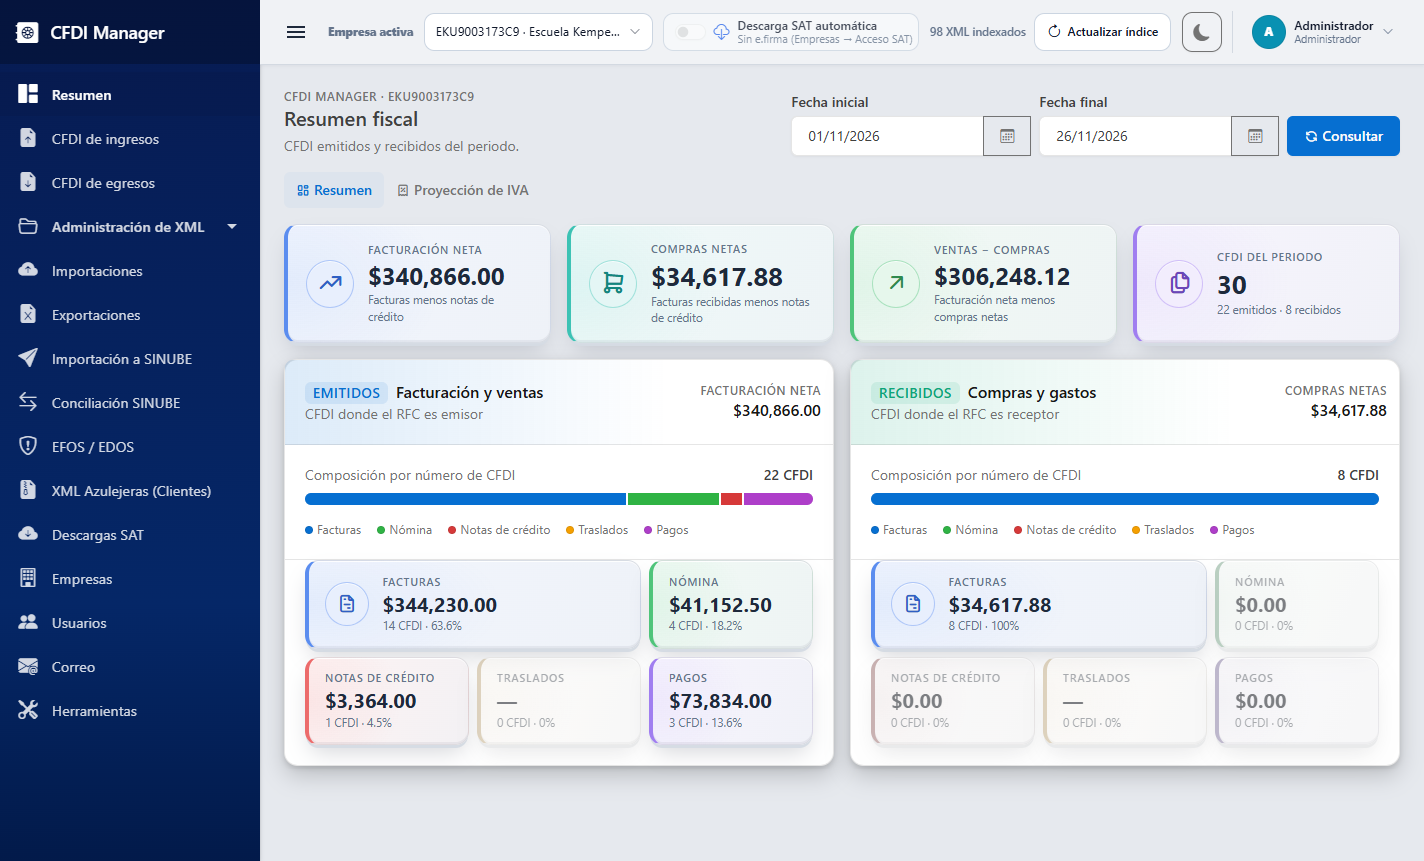 CFDI Manager
Resumen
CFDI de ingresos
CFDI de egresos
Administración de XML
Importaciones
Exportaciones
Importación a SINUBE
Conciliación SINUBE
EFOS / EDOS
XML Azulejeras (Clientes)
Descargas SAT
Empresas
Usuarios
Correo
Herramientas
Empresa activa
EKU9003173C9 · Escuela Kempe...
Descarga SAT automática
Sin e.firma (Empresas → Acceso SAT)
98 XML indexados
Actualizar índice
A
Administrador
Administrador
CFDI MANAGER · EKU9003173C9
Resumen fiscal
CFDI emitidos y recibidos del periodo.
Fecha inicial
01/11/2026
Fecha final
26/11/2026
Consultar
Resumen
Proyección de IVA
FACTURACIÓN NETA
$340,866.00
Facturas menos notas de
crédito
COMPRAS NETAS
$34,617.88
Facturas recibidas menos notas
de crédito
VENTAS − COMPRAS
$306,248.12
Facturación neta menos
compras netas
CFDI DEL PERIODO
30
22 emitidos · 8 recibidos
EMITIDOS Facturación y ventas
CFDI donde el RFC es emisor
FACTURACIÓN NETA
$340,866.00
Composición por número de CFDI
22 CFDI
Facturas Nómina Notas de crédito Traslados Pagos
FACTURAS
$344,230.00
14 CFDI · 63.6%
NÓMINA
$41,152.50
4 CFDI · 18.2%
NOTAS DE CRÉDITO
$3,364.00
1 CFDI · 4.5%
TRASLADOS
—
0 CFDI · 0%
PAGOS
$73,834.00
3 CFDI · 13.6%
RECIBIDOS Compras y gastos
CFDI donde el RFC es receptor
COMPRAS NETAS
$34,617.88
Composición por número de CFDI
8 CFDI
Facturas Nómina Notas de crédito Traslados Pagos
FACTURAS
$34,617.88
8 CFDI · 100%
NÓMINA
$0.00
0 CFDI · 0%
NOTAS DE CRÉDITO
$0.00
0 CFDI · 0%
TRASLADOS
—
0 CFDI · 0%
PAGOS
$0.00
0 CFDI · 0%